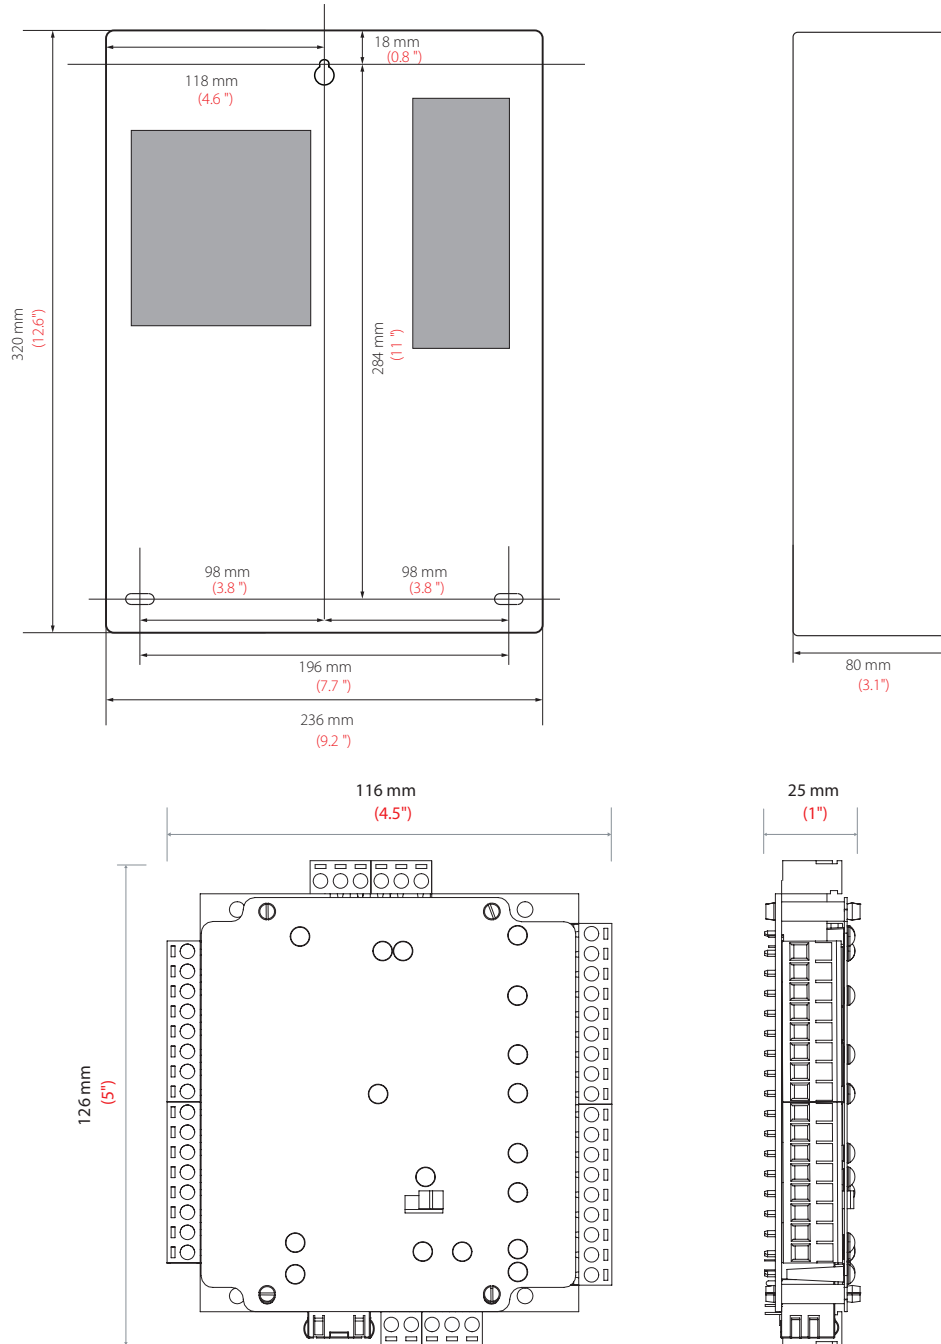 18 mm
(0.8 ")
118 mm
(4.6 ")
320 mm
(12.6")
284 mm
(11 ")
98 mm
(3.8 ")
98 mm
(3.8 ")
196 mm
(7.7 ")
236 mm
(9.2 ")
80 mm
(3.1")
116 mm
(4.5")
25 mm
(1")
126 mm
(5")